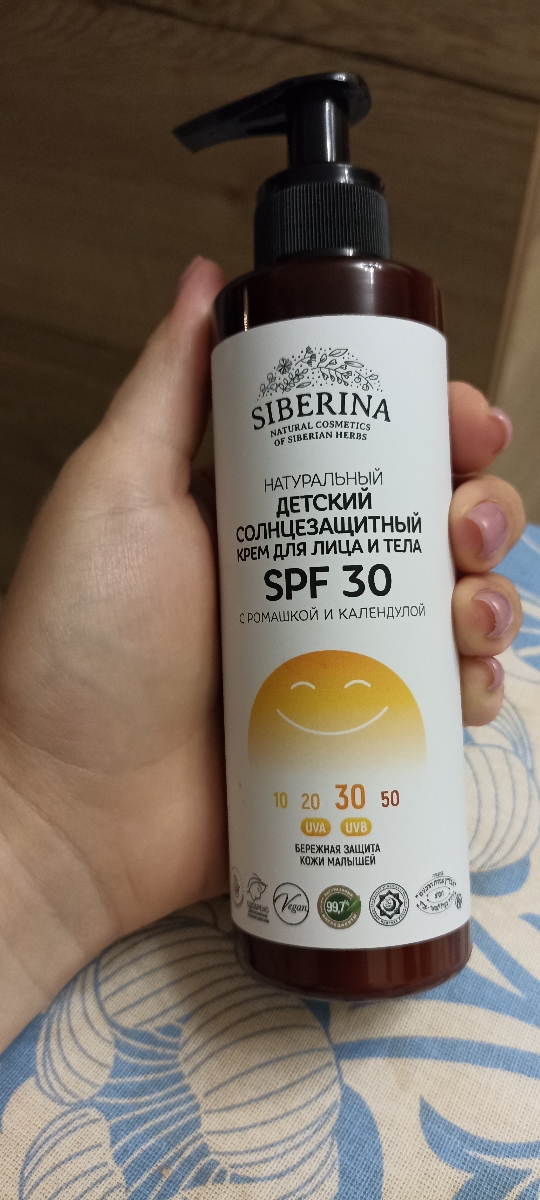 SIBERINA
NATURAL COSMETICS
OF SIBERIAN HERBS
НАТУРАЛЬНЫЙ
ДЕТСКИЙ
СОЛНЦЕЗАЩИТНЫЙ
КРЕМ ДЛЯ ЛИЦА И ТЕЛА
SPF 30
С РОМАШКОЙ И КАЛЕНДУЛОЙ
10 20 30 50
UVA UVB
БЕРЕЖНАЯ ЗАЩИТА
КОЖИ МАЛЫШЕЙ
Vegan 99,7%